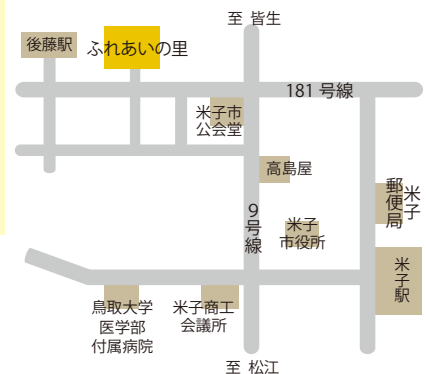 至 皆生
後藤駅
ふれあいの里
181号線
米子市
公会堂
高島屋
米子
郵便局
9号線
米子
市役所
米子駅
鳥取大学
医学部
付属病院
米子商工
会議所
至 松江